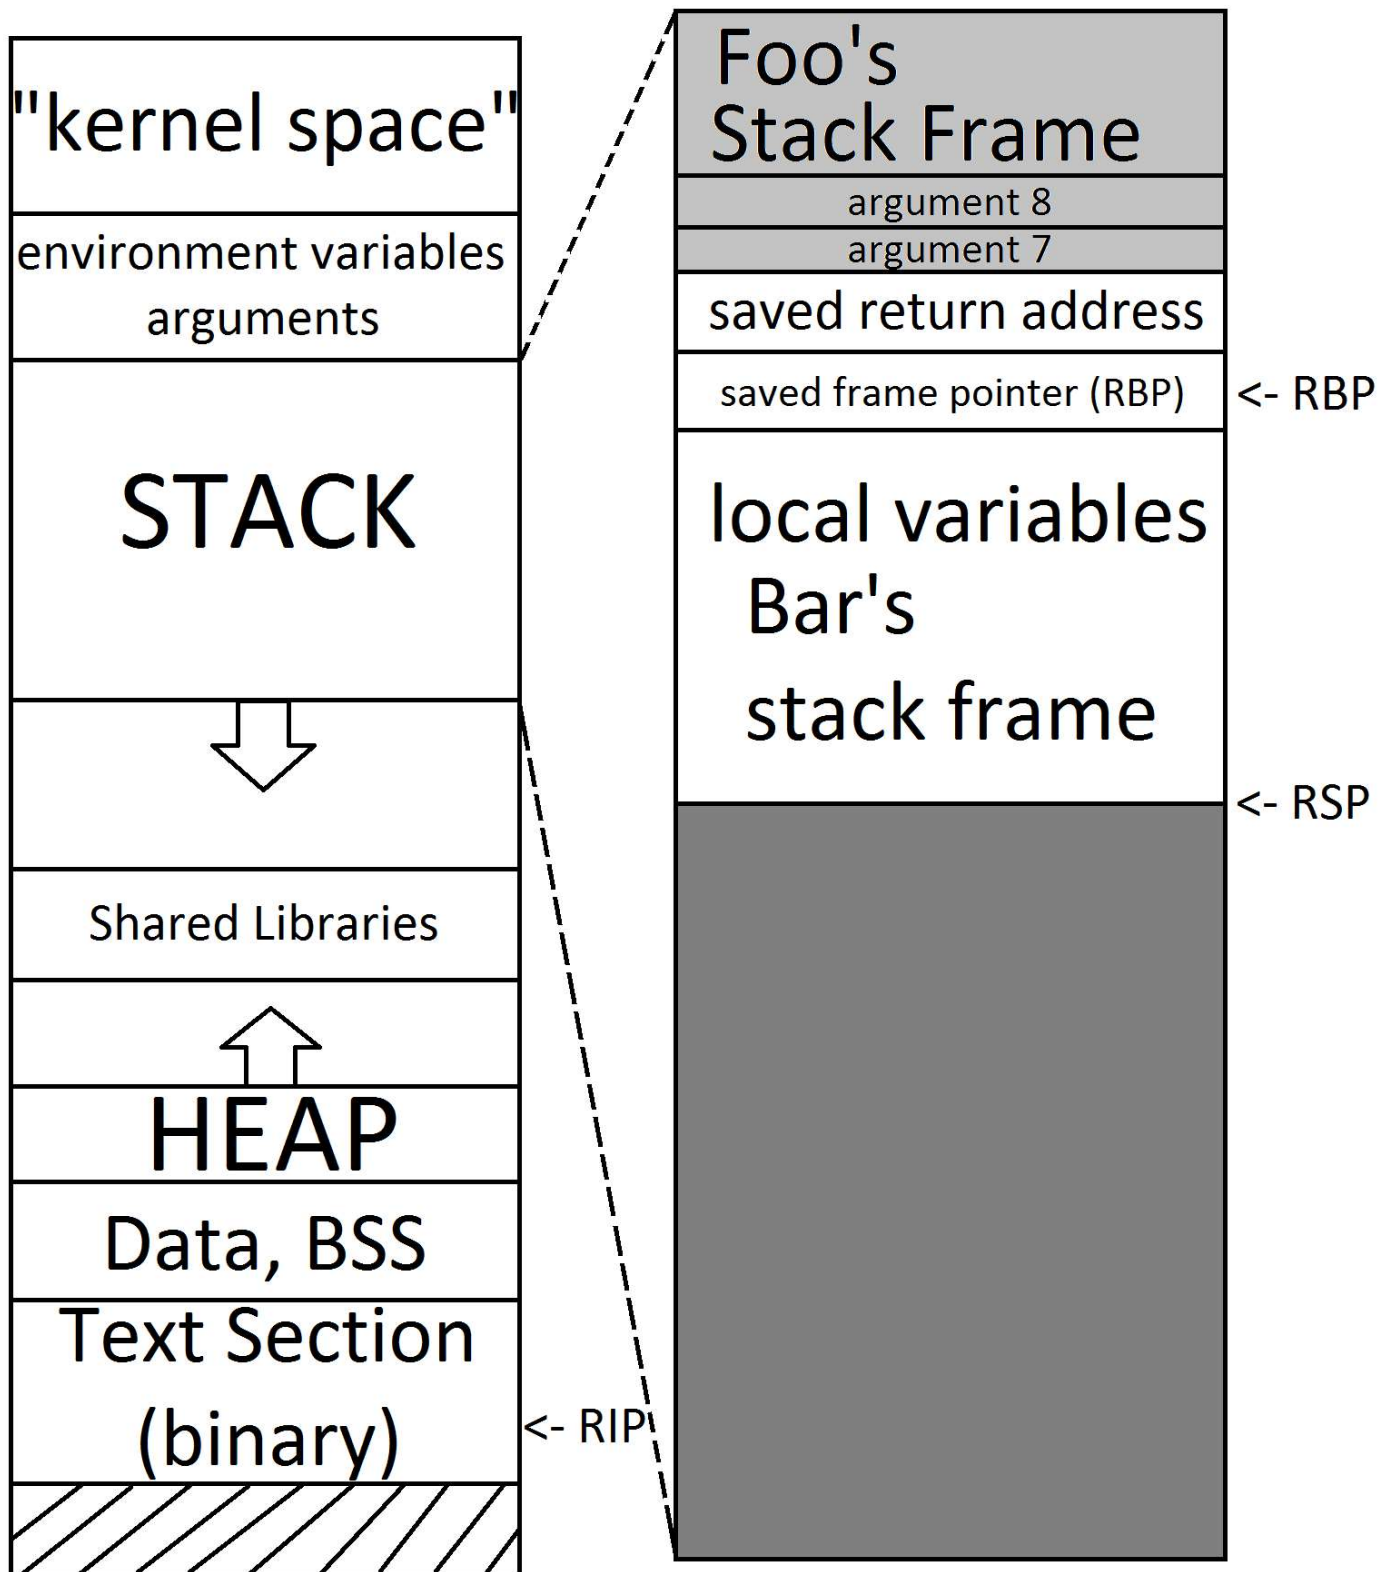 "kernel space"
environment variables
arguments
STACK
Shared Libraries
HEAP
Data, BSS
Text Section
(binary)
<- RIP
Foo's
Stack Frame
argument 8
argument 7
saved return address
saved frame pointer (RBP)
<- RBP
local variables
Bar's
stack frame
<- RSP